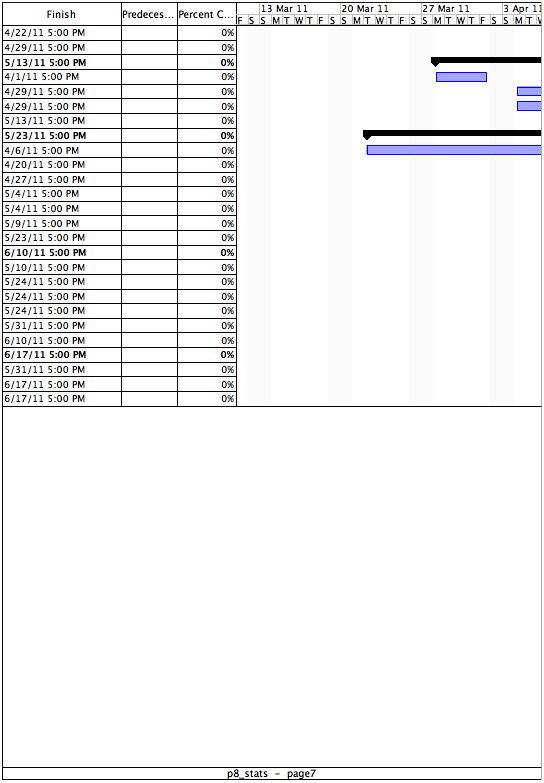 Finish Predeces... Percent C... 13 Mar 11 20 Mar 11 27 Mar 11 3 Apr 11
F S S M T W T F S S M T W T F S S M T W T F S S M T W
4/22/11 5:00 PM 0%
4/29/11 5:00 PM 0%
5/13/11 5:00 PM 0%
4/1/11 5:00 PM 0%
4/29/11 5:00 PM 0%
4/29/11 5:00 PM 0%
5/13/11 5:00 PM 0%
5/23/11 5:00 PM 0%
4/6/11 5:00 PM 0%
4/20/11 5:00 PM 0%
4/27/11 5:00 PM 0%
5/4/11 5:00 PM 0%
5/4/11 5:00 PM 0%
5/9/11 5:00 PM 0%
5/23/11 5:00 PM 0%
6/10/11 5:00 PM 0%
5/10/11 5:00 PM 0%
5/24/11 5:00 PM 0%
5/24/11 5:00 PM 0%
5/24/11 5:00 PM 0%
5/31/11 5:00 PM 0%
6/10/11 5:00 PM 0%
6/17/11 5:00 PM 0%
5/31/11 5:00 PM 0%
6/17/11 5:00 PM 0%
6/17/11 5:00 PM 0%
p8_stats - page7